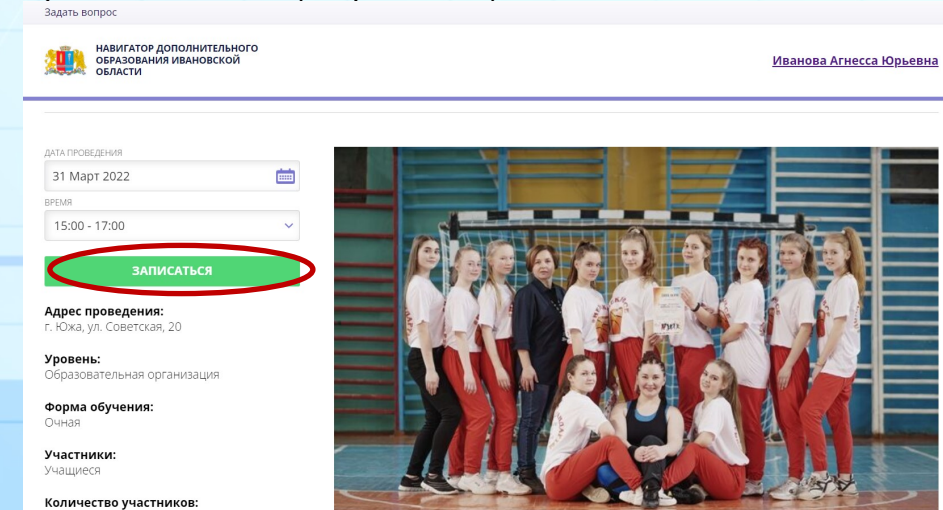 Задать вопрос
НАВИГАТОР ДОПОЛНИТЕЛЬНОГО
ОБРАЗОВАНИЯ ИВАНОВСКОЙ
ОБЛАСТИ
Иванова Агнесса Юрьевна
ДАТА ПРОВЕДЕНИЯ
31 Март 2022
ВРЕМЯ
15:00 - 17:00
ЗАПИСАТЬСЯ
Адрес проведения:
г. Южа, ул. Советская, 20
Уровень:
Образовательная организация
Форма обучения:
Очная
Участники:
Учащиеся
Количество участников: